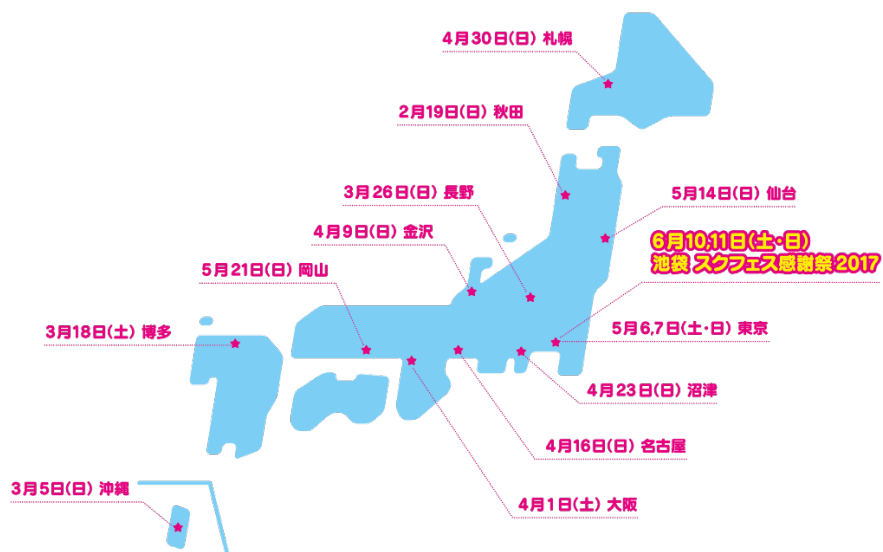 4月30日(日) 札幌
2月19日(日) 秋田
3月26日(日) 長野
5月14日(日) 仙台
4月9日(日) 金沢
6月10,11日(土・日)
池袋 スクフェス感謝祭2017
5月21日(日) 岡山
3月18日(土) 博多
5月6,7日(土・日) 東京
4月23日(日) 沼津
4月16日(日) 名古屋
3月5日(日) 沖縄
4月1日(土) 大阪